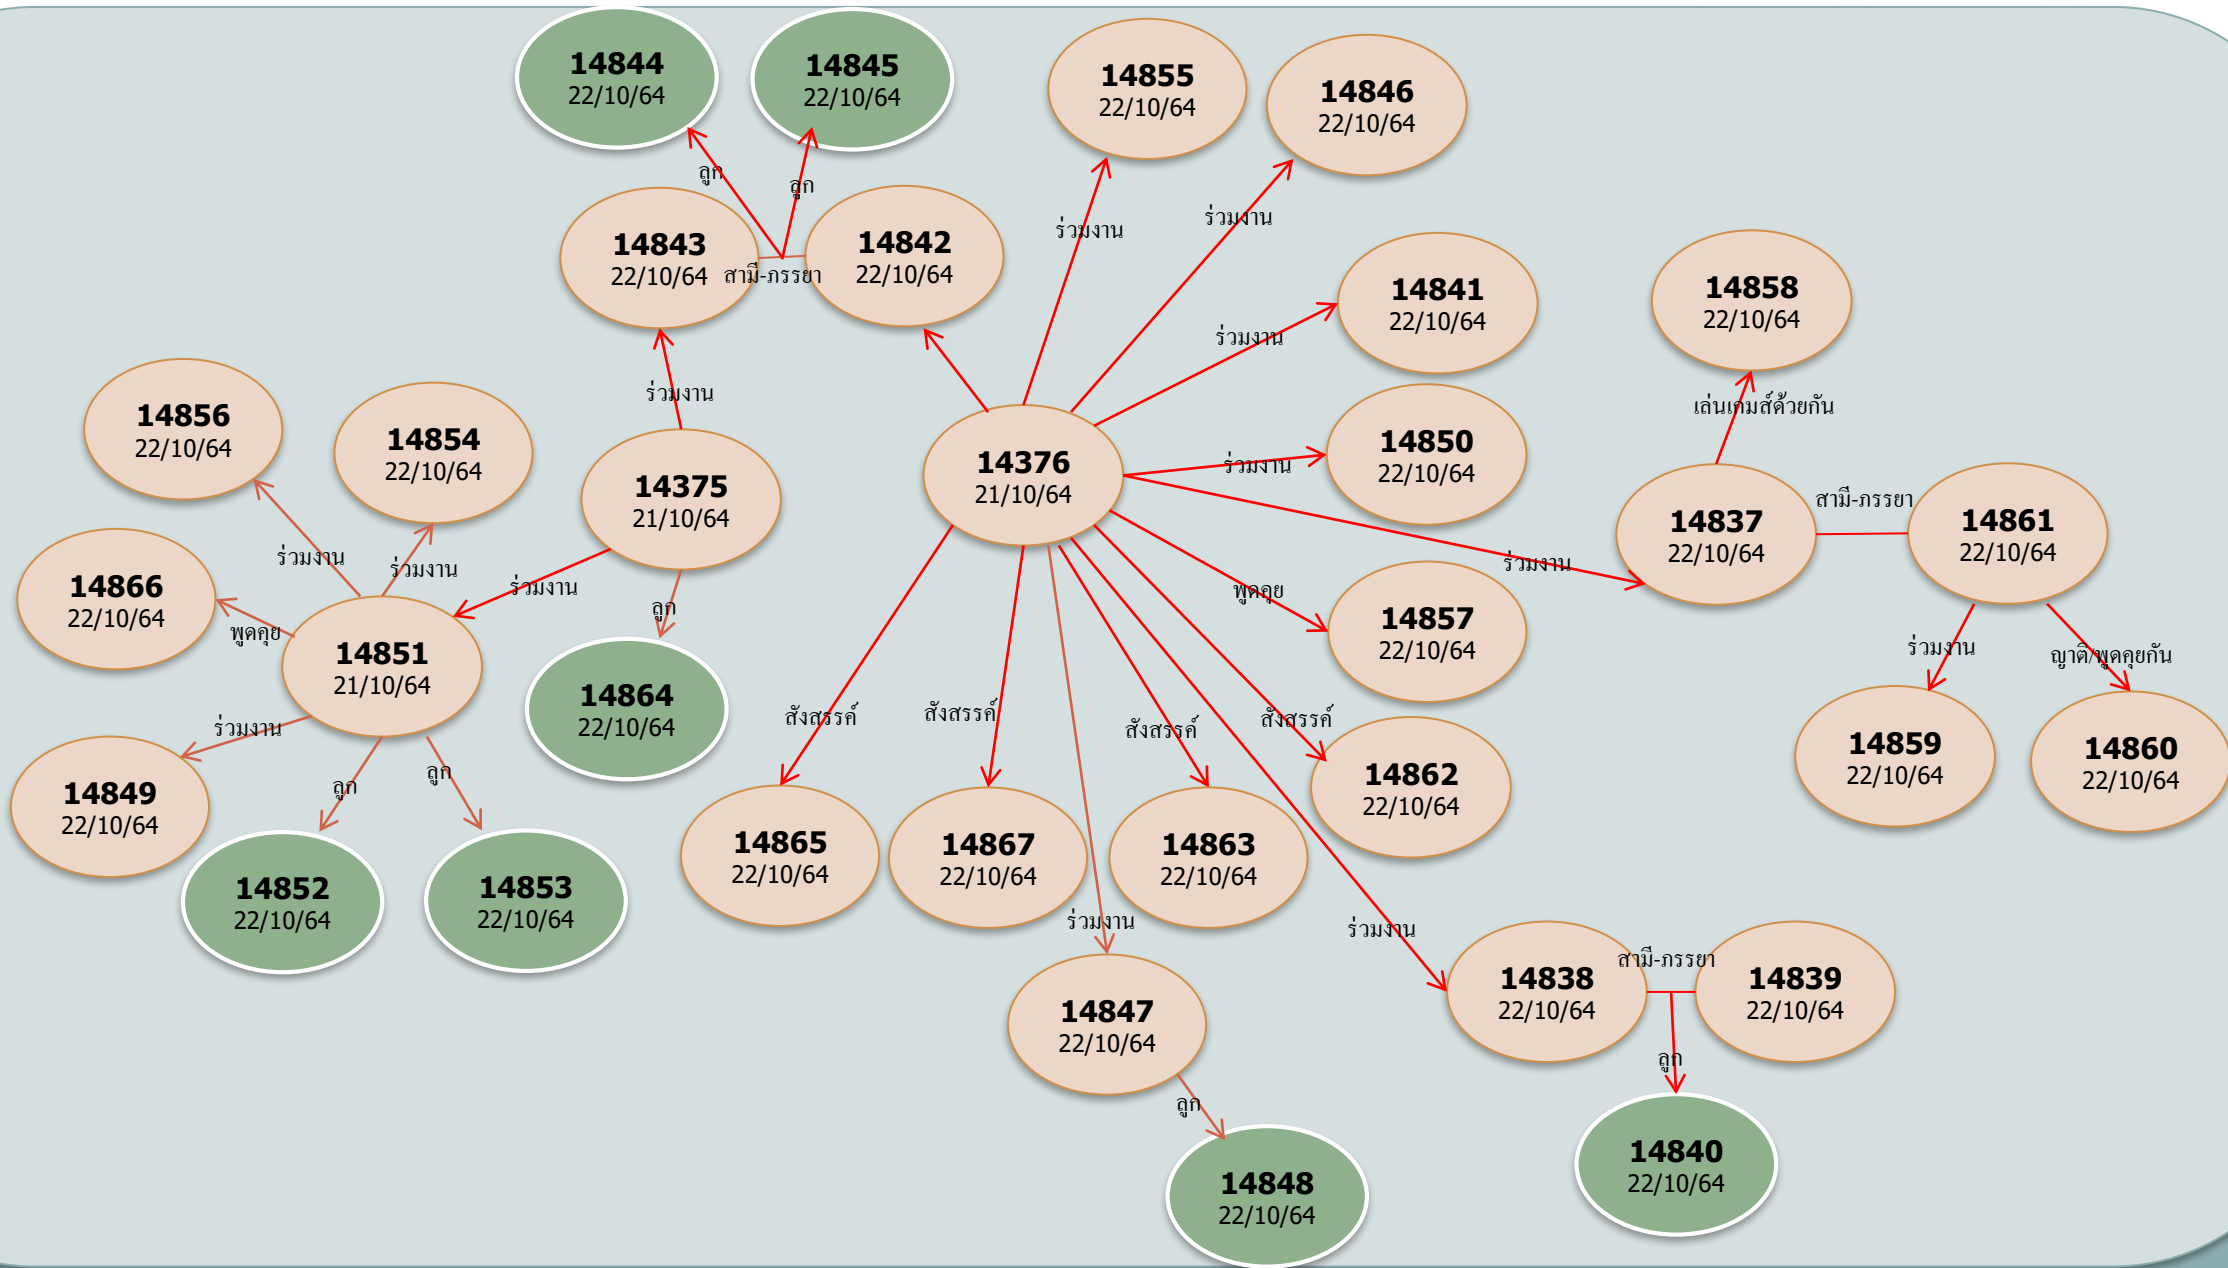 14844
22/10/64
14845
22/10/64
14855
22/10/64
14846
22/10/64
ลูก
ลูก
14843
22/10/64
สามี-ภรรยา
14842
22/10/64
ร่วมงาน
ร่วมงาน
14841
22/10/64
14858
22/10/64
ร่วมงาน
ร่วมงาน
เล่นเกมส์ด้วยกัน
14856
22/10/64
14854
22/10/64
14375
21/10/64
14376
21/10/64
14850
22/10/64
ร่วมงาน
14837
22/10/64
สามี-ภรรยา
14861
22/10/64
ร่วมงาน
ร่วมงาน
ร่วมงาน
ร่วมงาน
14866
22/10/64
พูดคุย
ลูก
พูดคุย
14857
22/10/64
ร่วมงาน
ญาติ/พูดคุยกัน
14851
21/10/64
14864
22/10/64
ร่วมงาน
สังสรรค์
สังสรรค์
สังสรรค์
สังสรรค์
14862
22/10/64
14859
22/10/64
14860
22/10/64
14849
22/10/64
ลูก
ลูก
14865
22/10/64
14867
22/10/64
14863
22/10/64
14852
22/10/64
14853
22/10/64
ร่วมงาน
ร่วมงาน
14838
22/10/64
สามี-ภรรยา
14839
22/10/64
14847
22/10/64
ลูก
ลูก
14848
22/10/64
14840
22/10/64